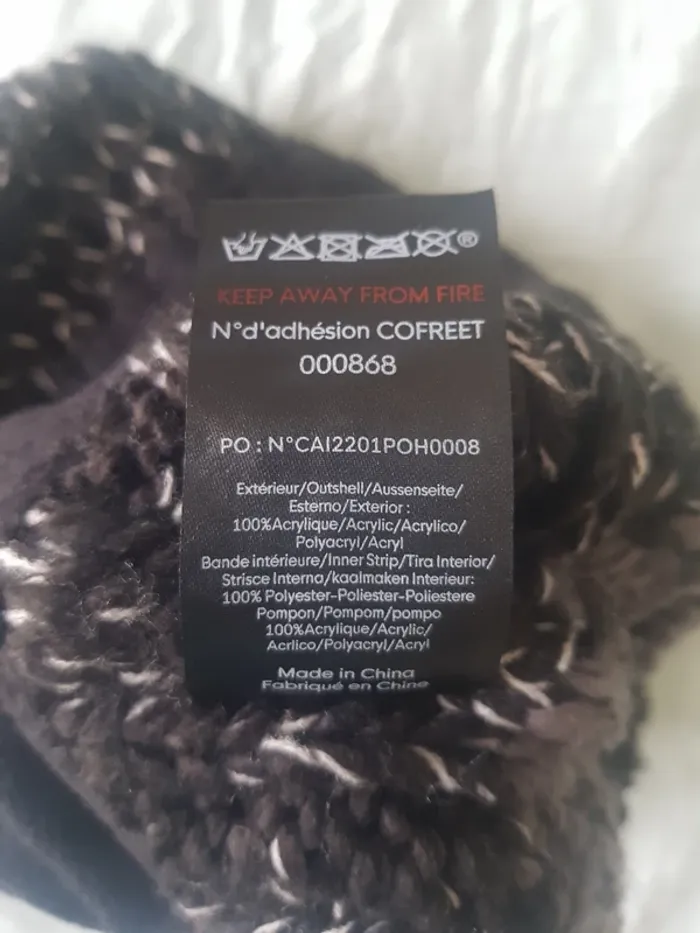 ®
KEEP AWAY FROM FIRE
N°d'adhésion COFREET
000868
PO : N°CAI2201POH0008
Extérieur/Outshell/Aussenseite/
Esterno/Exterior :
100%Acrylique/Acrylic/Acrylico/
Polyacryl/Acryl
Bande intérieure/Inner Strip/Tira Interior/
Strisce Interna/kaalmaken Interieur:
100% Polyester-Poliester-Poliestere
Pompon/Pompom/pompo
100%Acrylique/Acrylic/
Acrlico/Polyacryl/Acryl
Made in China
Fabriqué en Chine